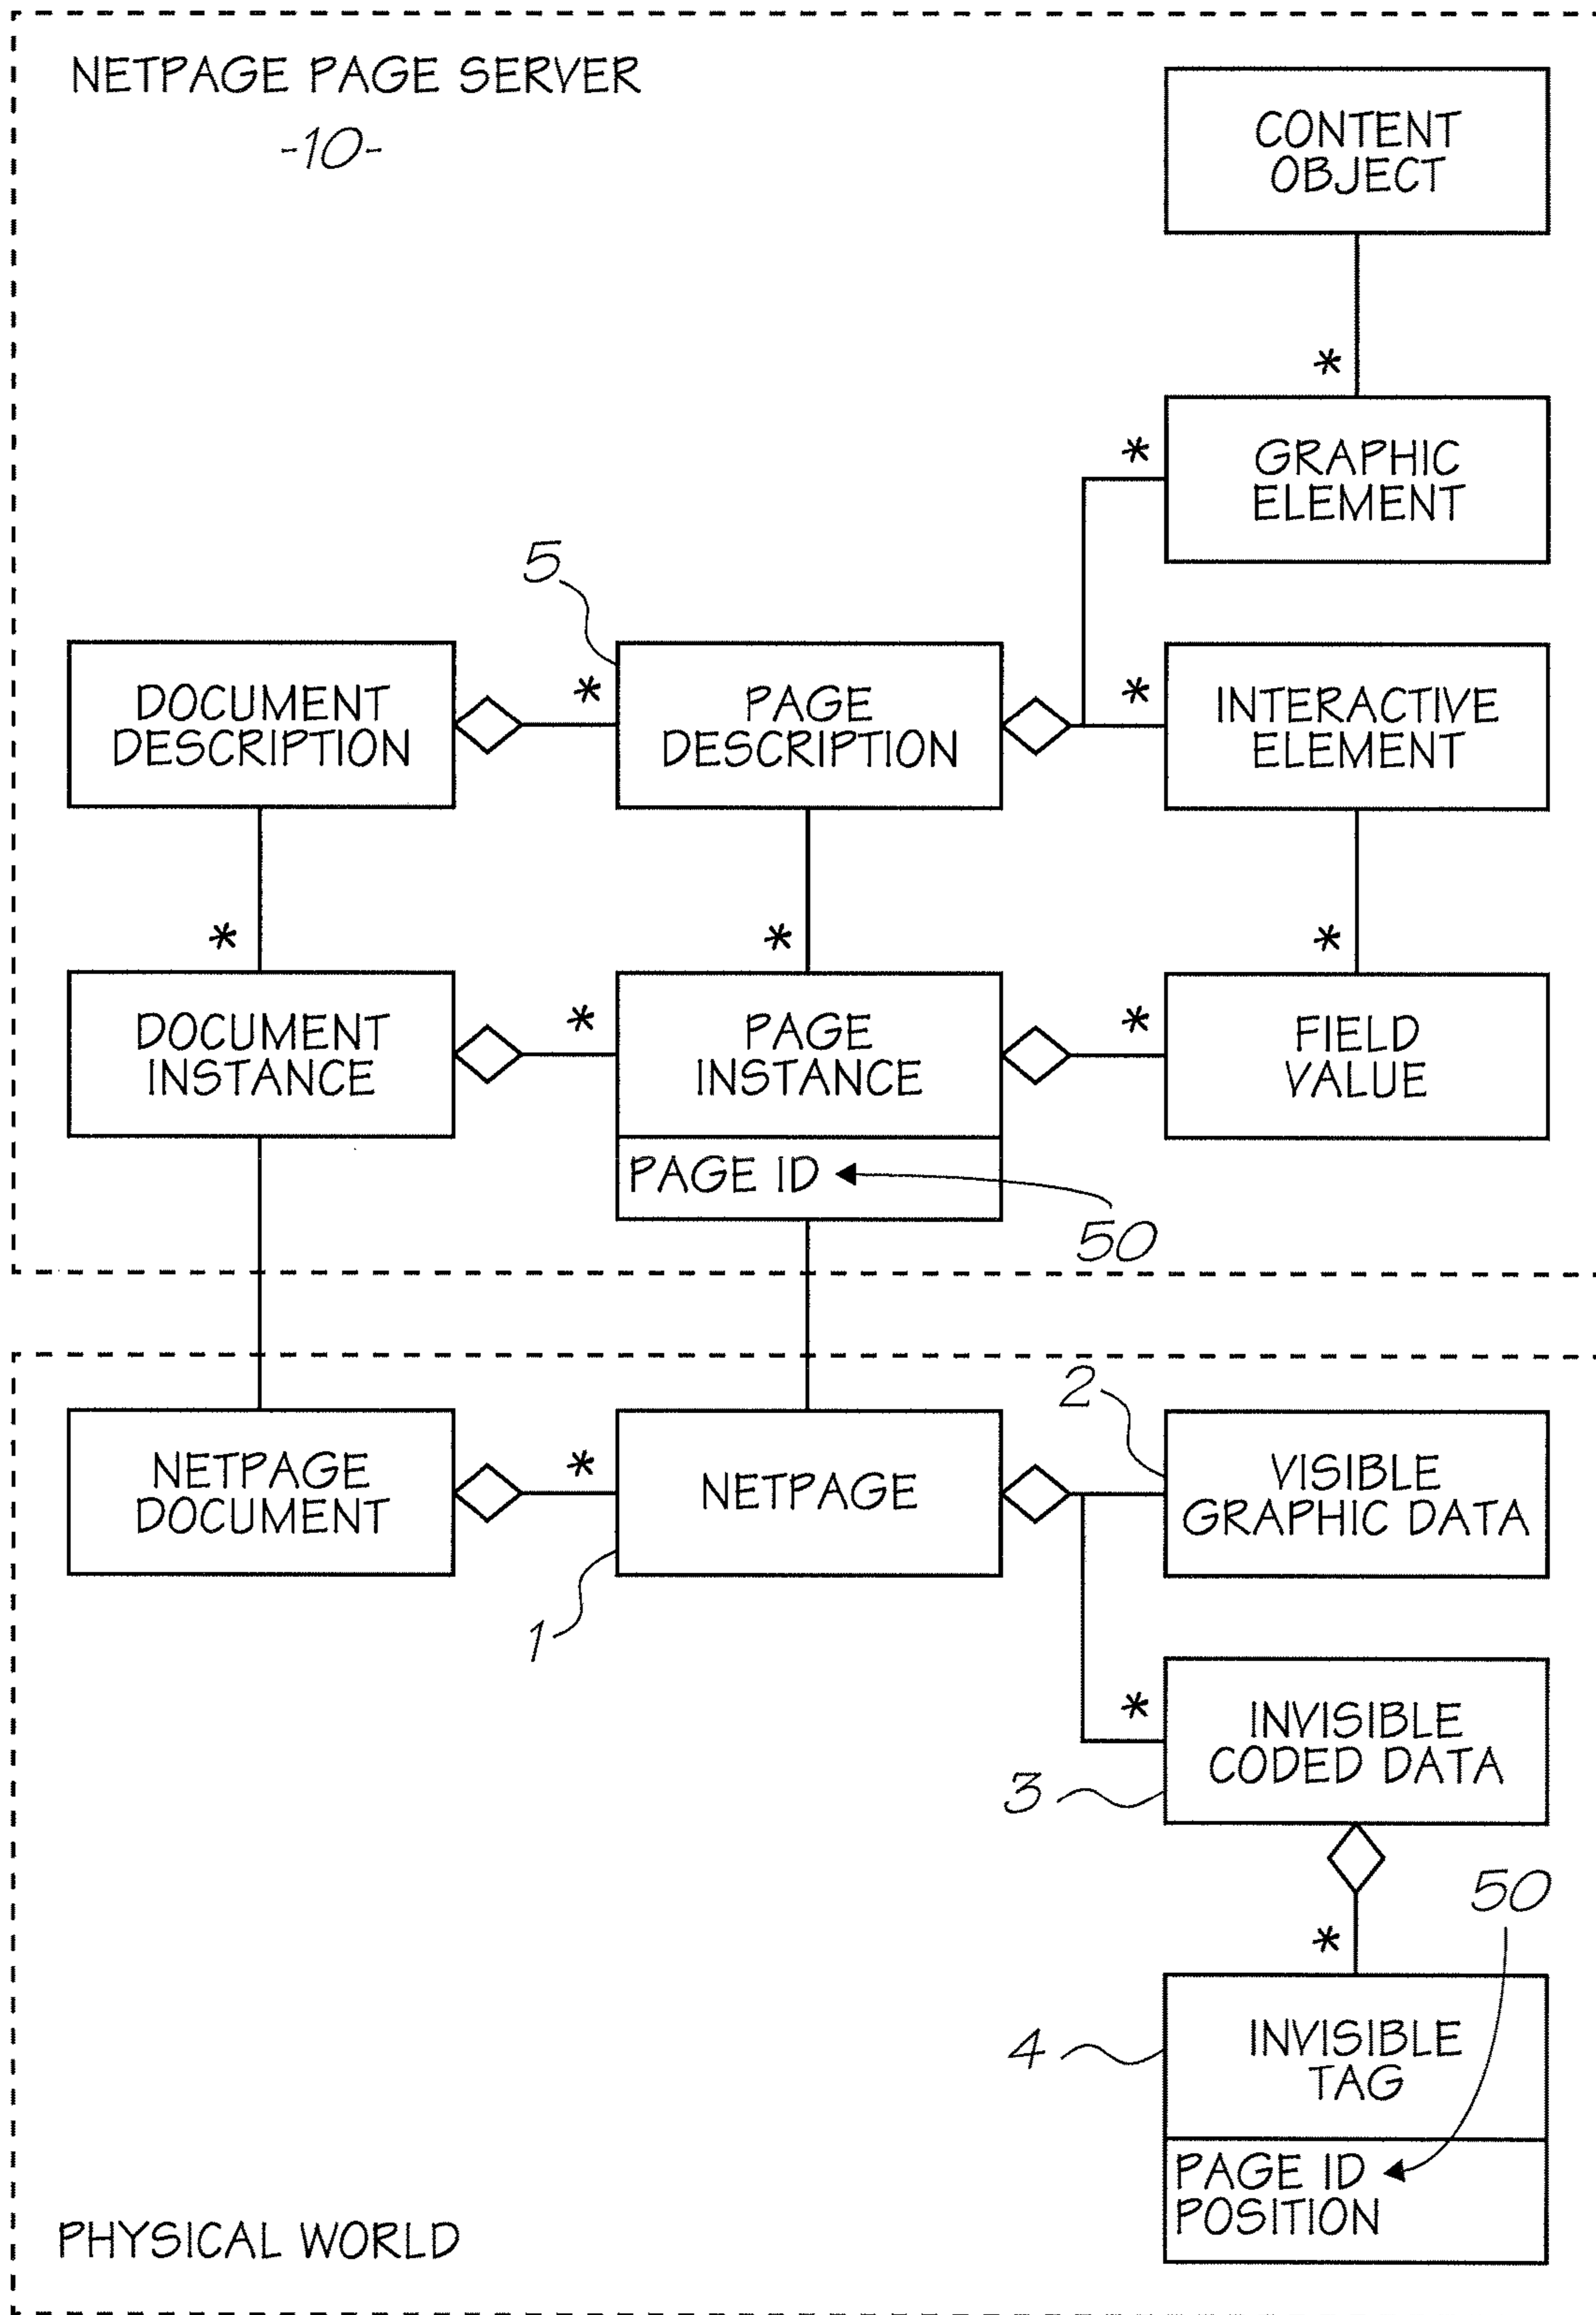 NETPAGE PAGE SERVER
-10-
CONTENT
OBJECT
*
*
GRAPHIC
ELEMENT
5
DOCUMENT
DESCRIPTION
*
PAGE
DESCRIPTION
*
INTERACTIVE
ELEMENT
*
*
*
DOCUMENT
INSTANCE
*
PAGE
INSTANCE
*
FIELD
VALUE
PAGE ID
50
2
NETPAGE
DOCUMENT
*
NETPAGE
VISIBLE
GRAPHIC DATA
1
*
INVISIBLE
CODED DATA
3
50
*
4
INVISIBLE
TAG
PAGE ID
POSITION
PHYSICAL WORLD